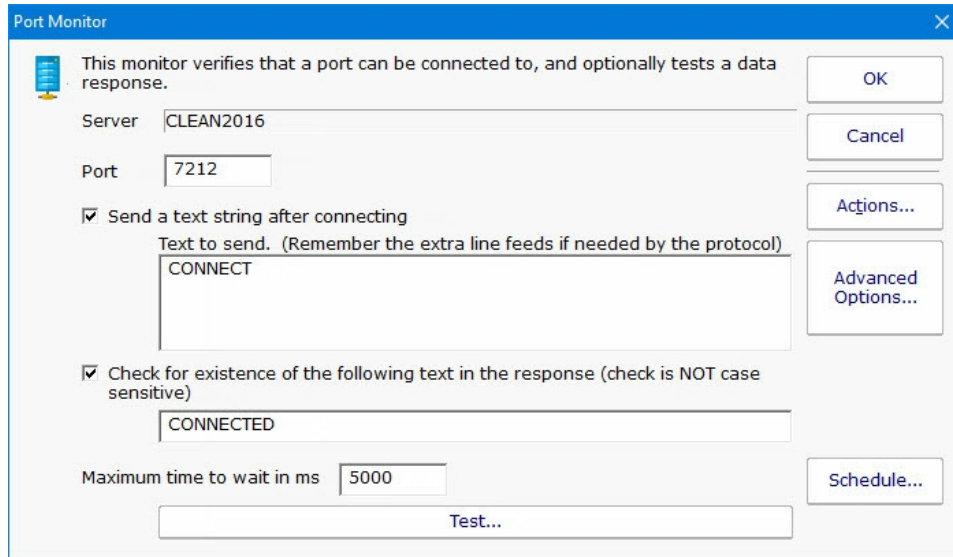 Port Monitor
This monitor verifies that a port can be connected to, and optionally tests a data
response.
OK
Server CLEAN2016
Cancel
Port 7212
Actions...
Send a text string after connecting
Text to send. (Remember the extra line feeds if needed by the protocol)
CONNECT
Advanced
Options...
Check for existence of the following text in the response (check is NOT case
sensitive)
CONNECTED
Maximum time to wait in ms 5000
Schedule...
Test...